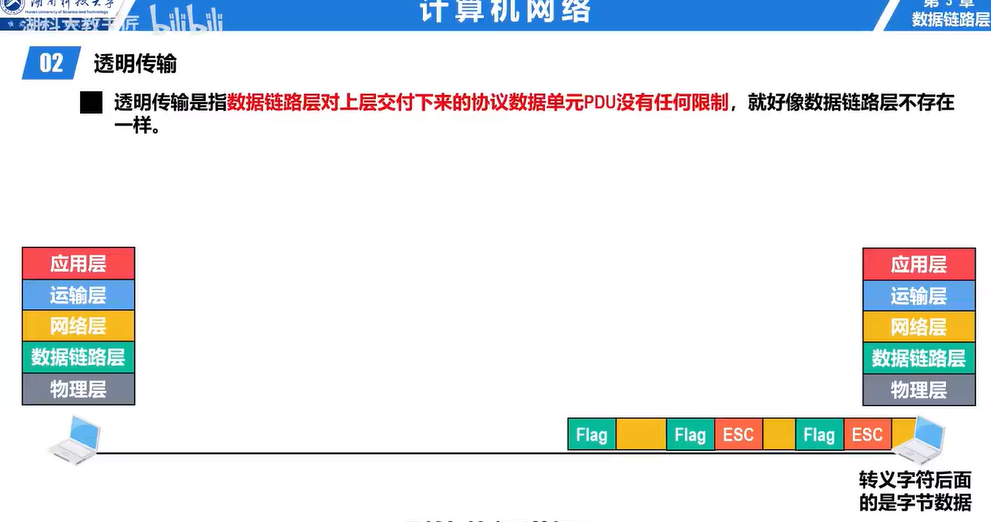 湖南科技大学
Hunan University of Science and Technology
湖科大教书匠 bilibili
计算机网络
第 3 章
数据链路层
02 透明传输
透明传输是指数据链路层对上层交付下来的协议数据单元PDU没有任何限制，就好像数据链路层不存在
一样。
应用层
运输层
网络层
数据链路层
物理层
应用层
运输层
网络层
数据链路层
物理层
Flag Flag ESC Flag ESC
转义字符后面
的是字节数据